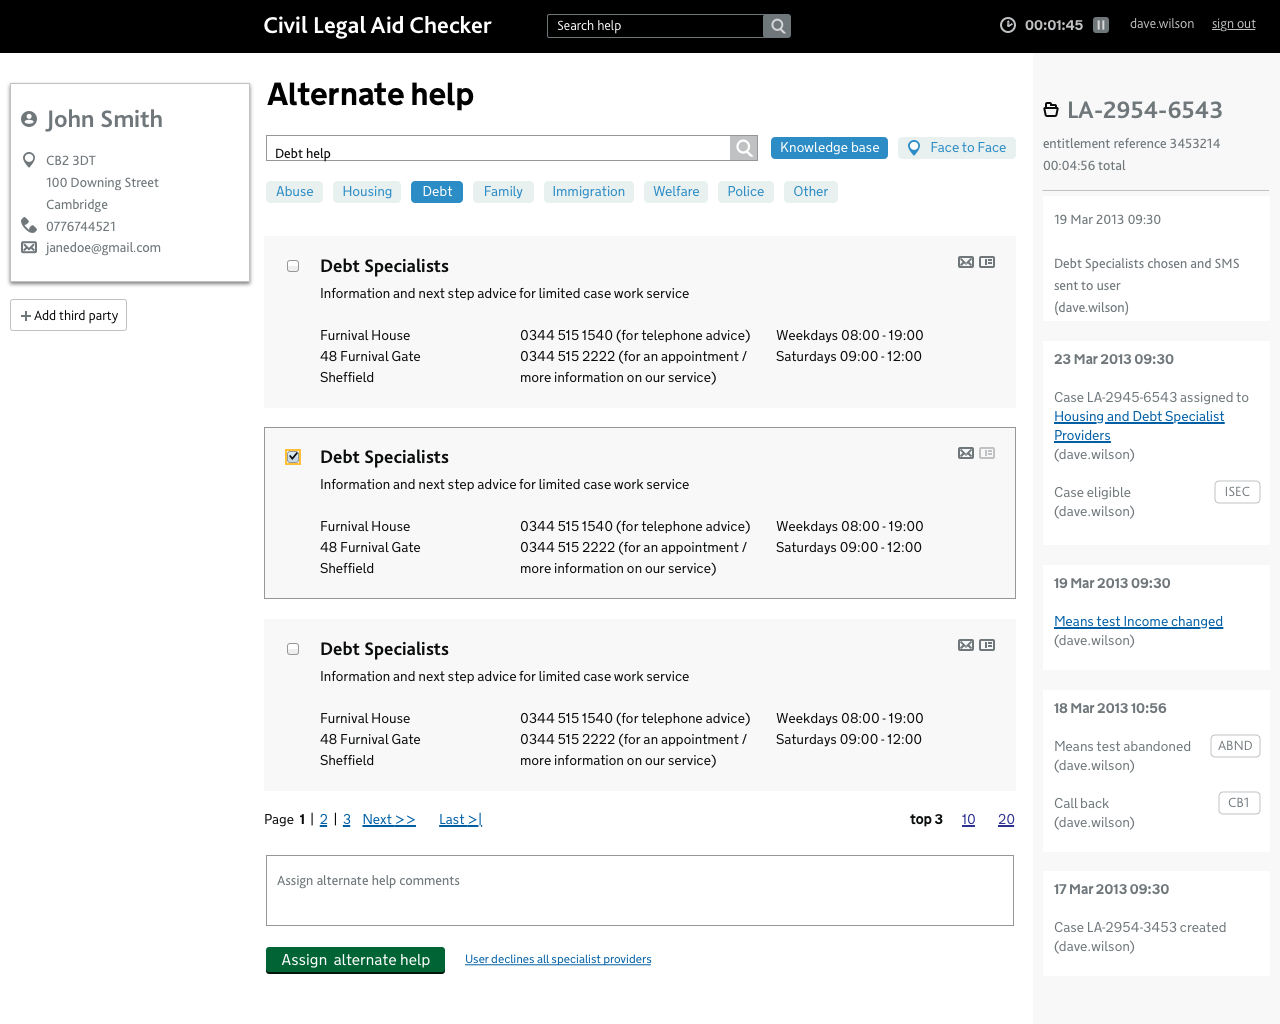 Civil Legal Aid Checker
Search help
00:01:45
dave.wilson
sign out
John Smith
CB2 3DT
100 Downing Street
Cambridge
0776744521
janedoe@gmail.com
Add third party
Alternate help
Debt help
Knowledge base
Face to Face
Abuse
Housing
Debt
Family
Immigration
Welfare
Police
Other
Debt Specialists
Information and next step advice for limited case work service
Furnival House
48 Furnival Gate
Sheffield
0344 515 1540 (for telephone advice)
0344 515 2222 (for an appointment /
more information on our service)
Weekdays 08:00 - 19:00
Saturdays 09:00 - 12:00
Debt Specialists
Information and next step advice for limited case work service
Furnival House
48 Furnival Gate
Sheffield
0344 515 1540 (for telephone advice)
0344 515 2222 (for an appointment /
more information on our service)
Weekdays 08:00 - 19:00
Saturdays 09:00 - 12:00
Debt Specialists
Information and next step advice for limited case work service
Furnival House
48 Furnival Gate
Sheffield
0344 515 1540 (for telephone advice)
0344 515 2222 (for an appointment /
more information on our service)
Weekdays 08:00 - 19:00
Saturdays 09:00 - 12:00
Page 1 | 2 | 3 Next >> Last >|
top 3 10 20
Assign alternate help comments
Assign alternate help
User declines all specialist providers
LA-2954-6543
entitlement reference 3453214
00:04:56 total
19 Mar 2013 09:30
Debt Specialists chosen and SMS
sent to user
(dave.wilson)
23 Mar 2013 09:30
Case LA-2945-6543 assigned to
Housing and Debt Specialist
Providers
(dave.wilson)
Case eligible
ISEC
(dave.wilson)
19 Mar 2013 09:30
Means test Income changed
(dave.wilson)
18 Mar 2013 10:56
Means test abandoned
ABND
(dave.wilson)
Call back
CB1
(dave.wilson)
17 Mar 2013 09:30
Case LA-2954-3453 created
(dave.wilson)